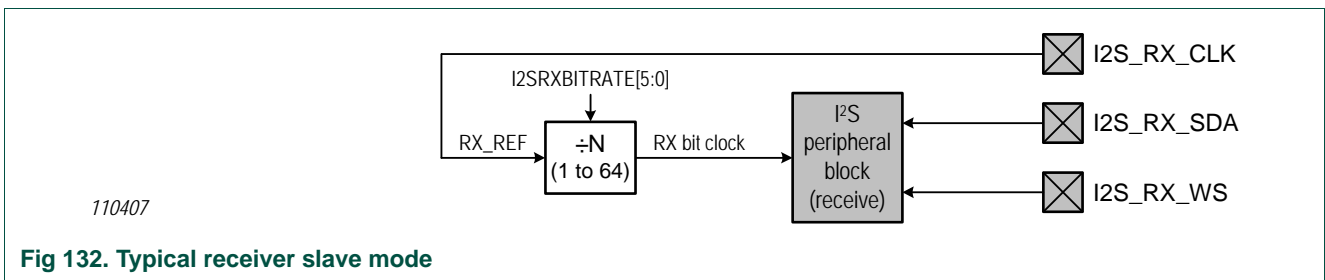 I2S_RX_CLK
I2SRXBITRATE[5:0]
RX_REF
÷N
(1 to 64)
RX bit clock
I²S
peripheral
block
(receive)
I2S_RX_SDA
I2S_RX_WS
110407
Fig 132. Typical receiver slave mode